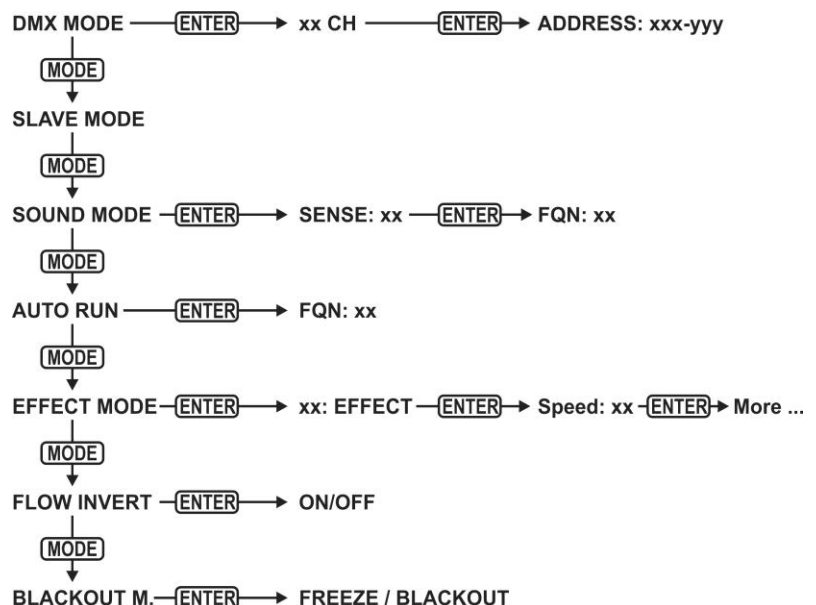 DMX MODE ENTER xx CH ENTER ADDRESS: xxx-yyy
MODE
SLAVE MODE
MODE
SOUND MODE ENTER SENSE: xx ENTER FQN: xx
MODE
AUTO RUN ENTER FQN: xx
MODE
EFFECT MODE ENTER xx: EFFECT ENTER Speed: xx ENTER More ...
MODE
FLOW INVERT ENTER ON/OFF
MODE
BLACKOUT M. ENTER FREEZE / BLACKOUT